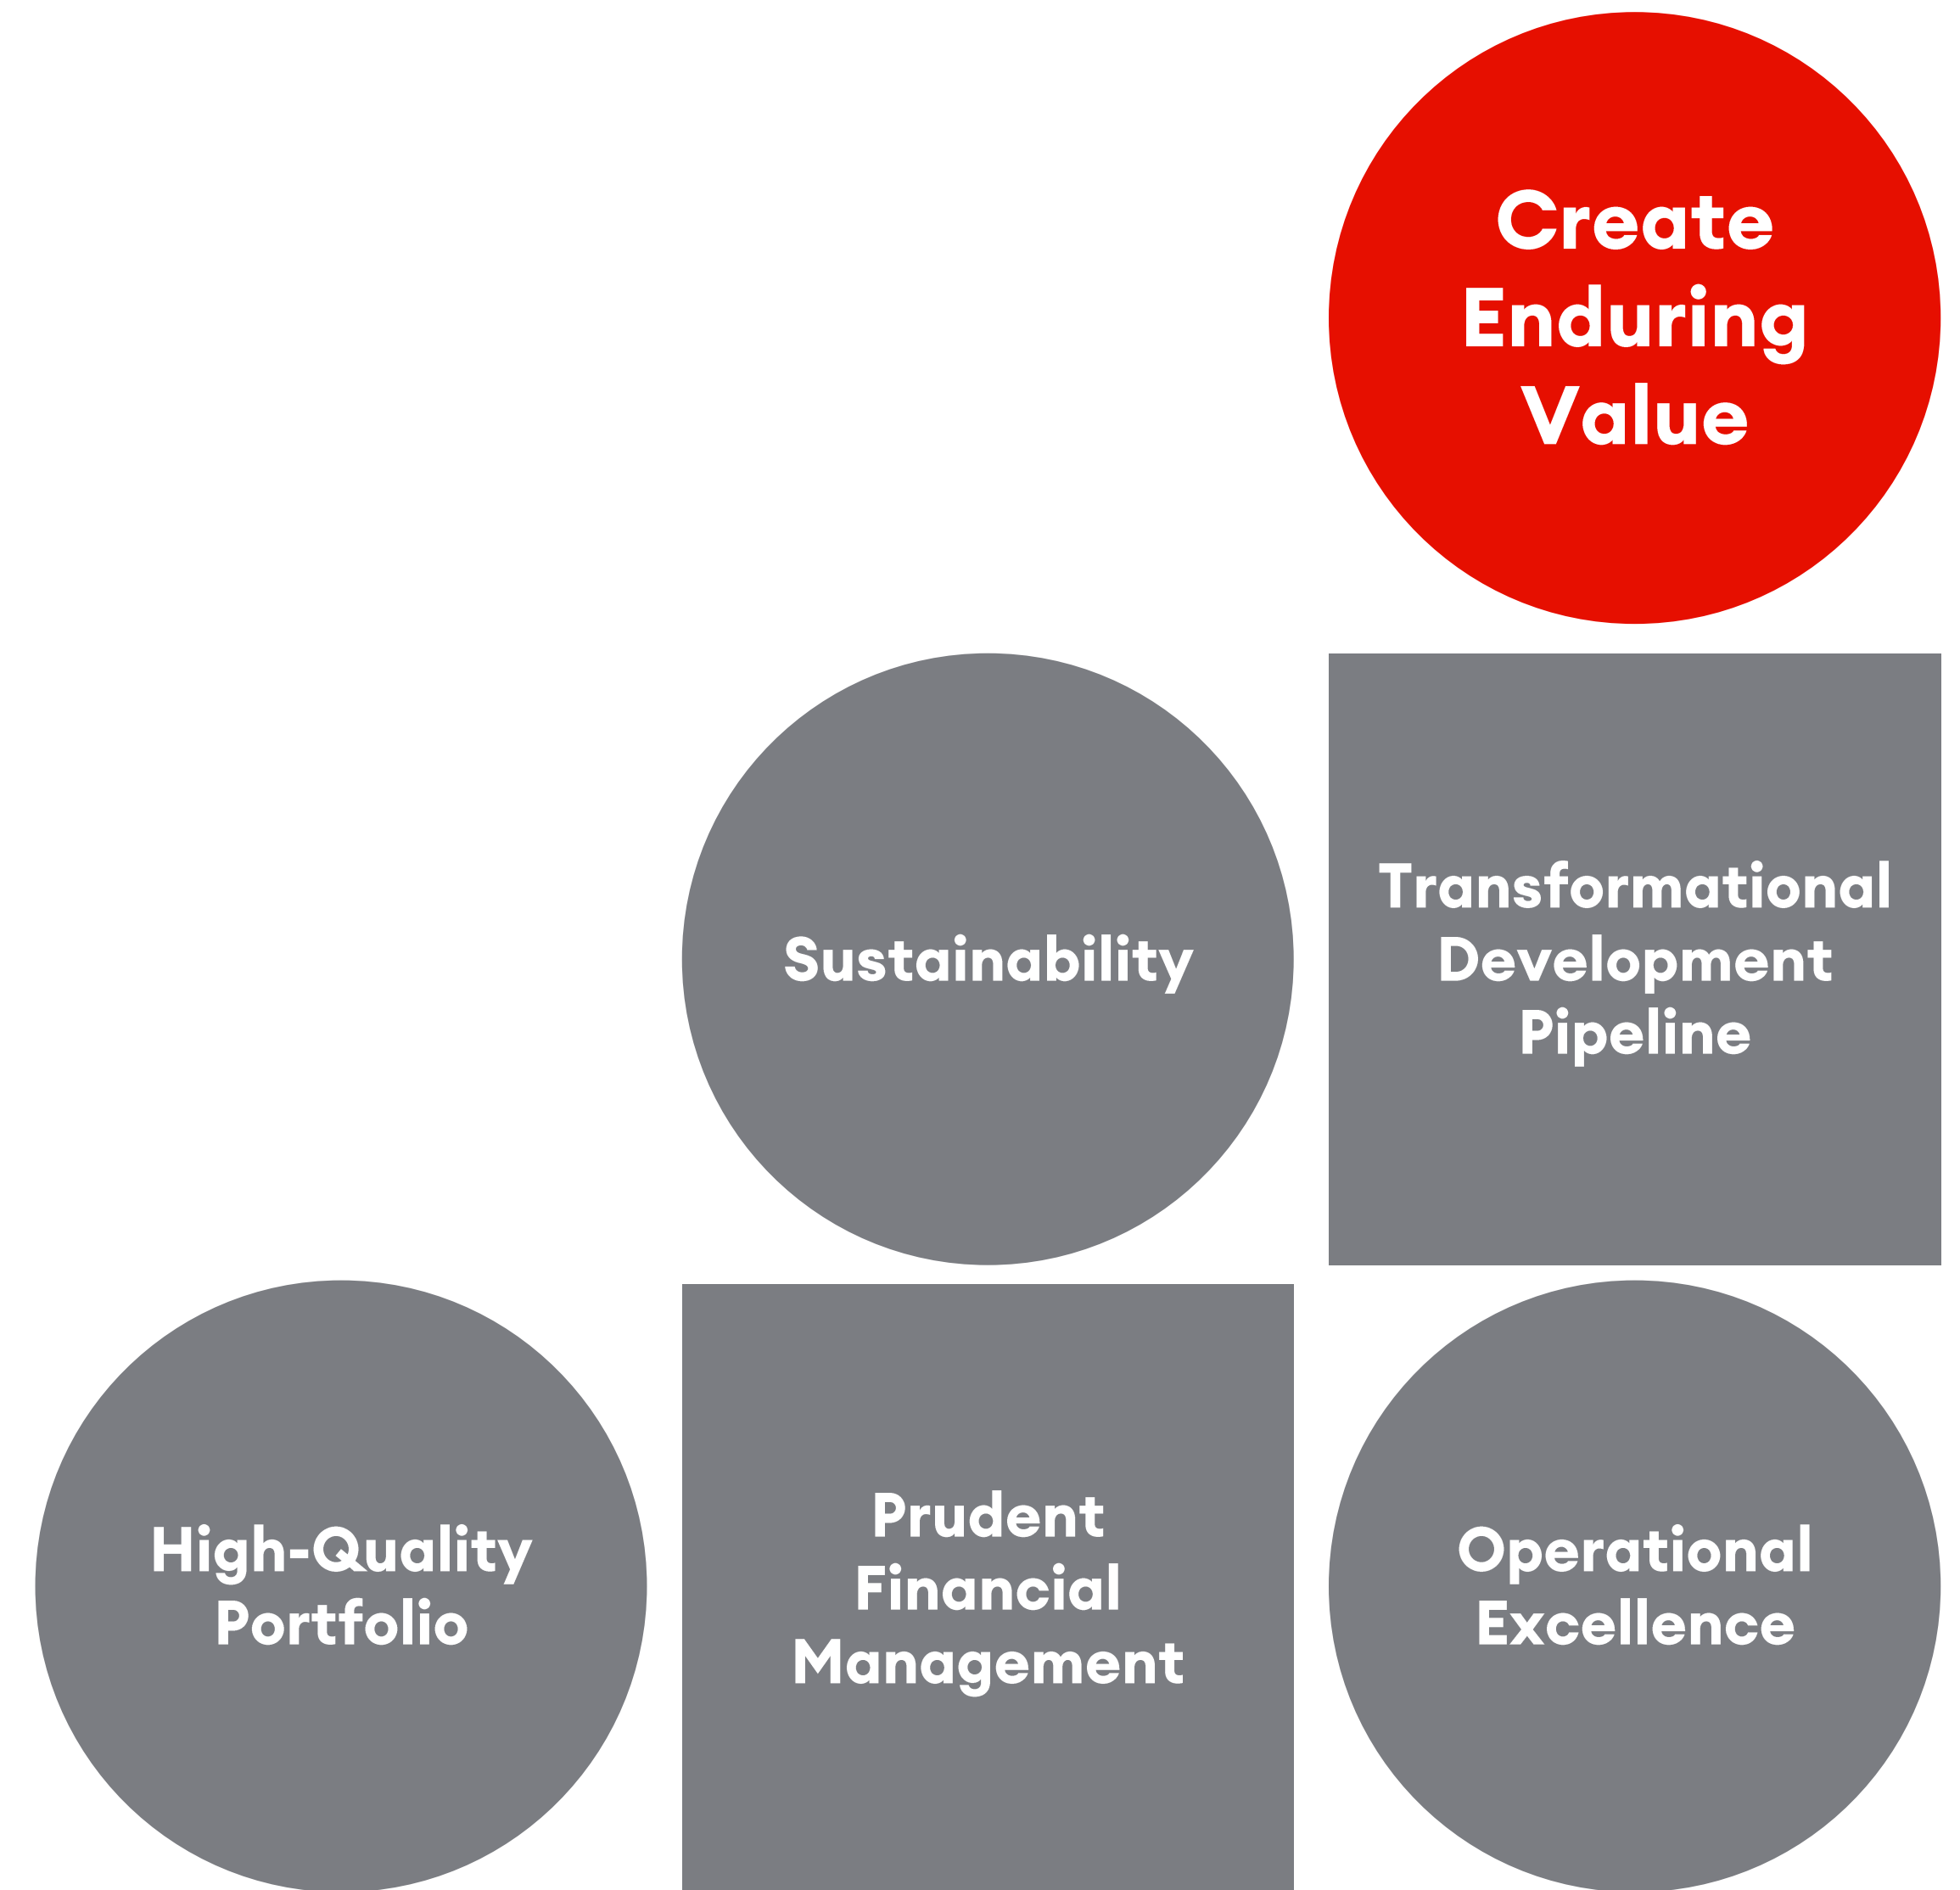 Create
Enduring
Value
Sustainability
Transformational
Development
Pipeline
High-Quality
Portfolio
Prudent
Financial
Management
Operational
Excellence